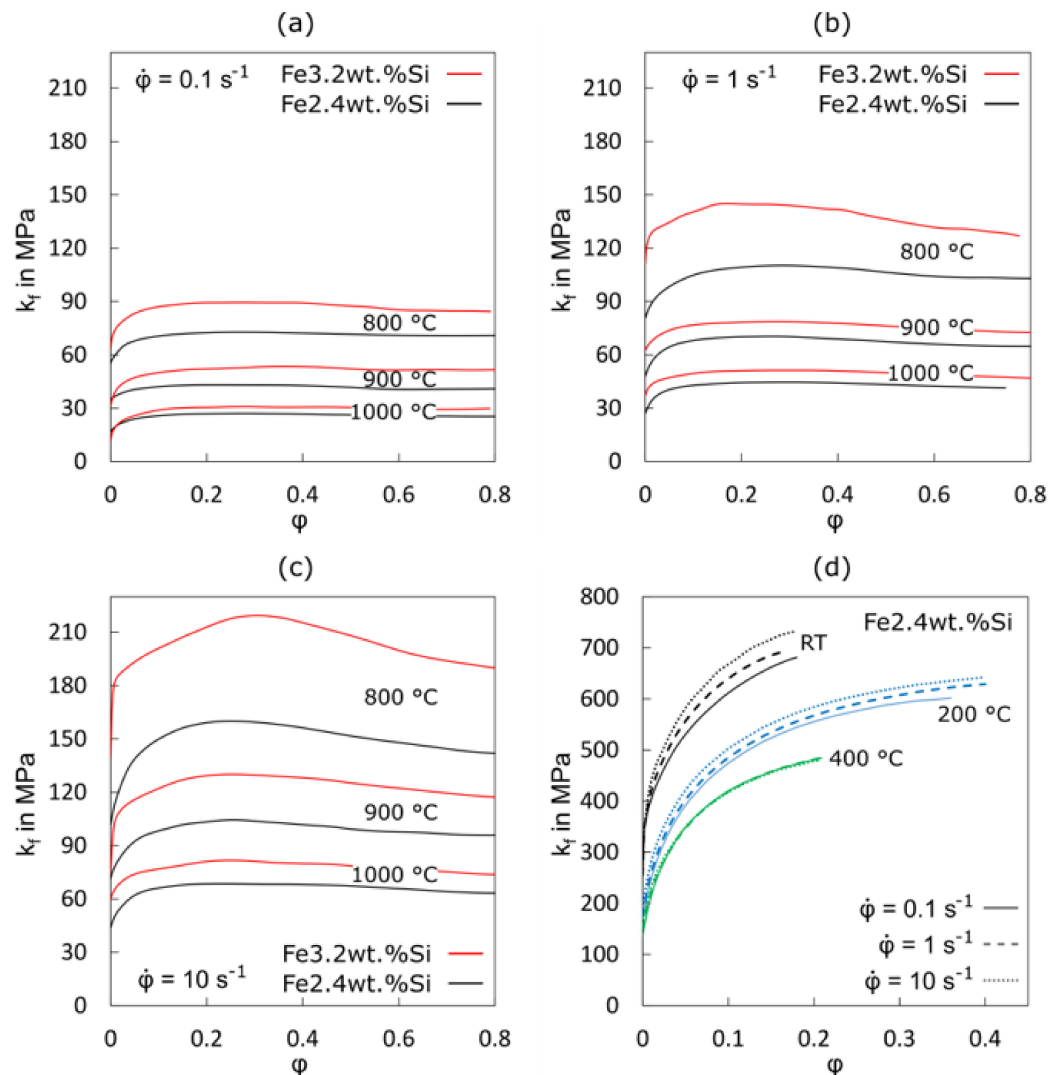 (a)
φ̇ = 0.1 s⁻¹
Fe3.2wt.%Si
Fe2.4wt.%Si
210
180
150
120
90
60
30
0
k_f in MPa
800 °C
900 °C
1000 °C
0 0.2 0.4 0.6 0.8
φ
(b)
φ̇ = 1 s⁻¹
Fe3.2wt.%Si
Fe2.4wt.%Si
210
180
150
120
90
60
30
0
k_f in MPa
800 °C
900 °C
1000 °C
0 0.2 0.4 0.6 0.8
φ
(c)
210
180
150
120
90
60
30
0
k_f in MPa
800 °C
900 °C
1000 °C
Fe3.2wt.%Si
φ̇ = 10 s⁻¹
Fe2.4wt.%Si
0 0.2 0.4 0.6 0.8
φ
(d)
800
700
600
500
400
300
200
100
0
k_f in MPa
Fe2.4wt.%Si
RT
200 °C
400 °C
φ̇ = 0.1 s⁻¹
φ̇ = 1 s⁻¹
φ̇ = 10 s⁻¹
0 0.1 0.2 0.3 0.4
φ